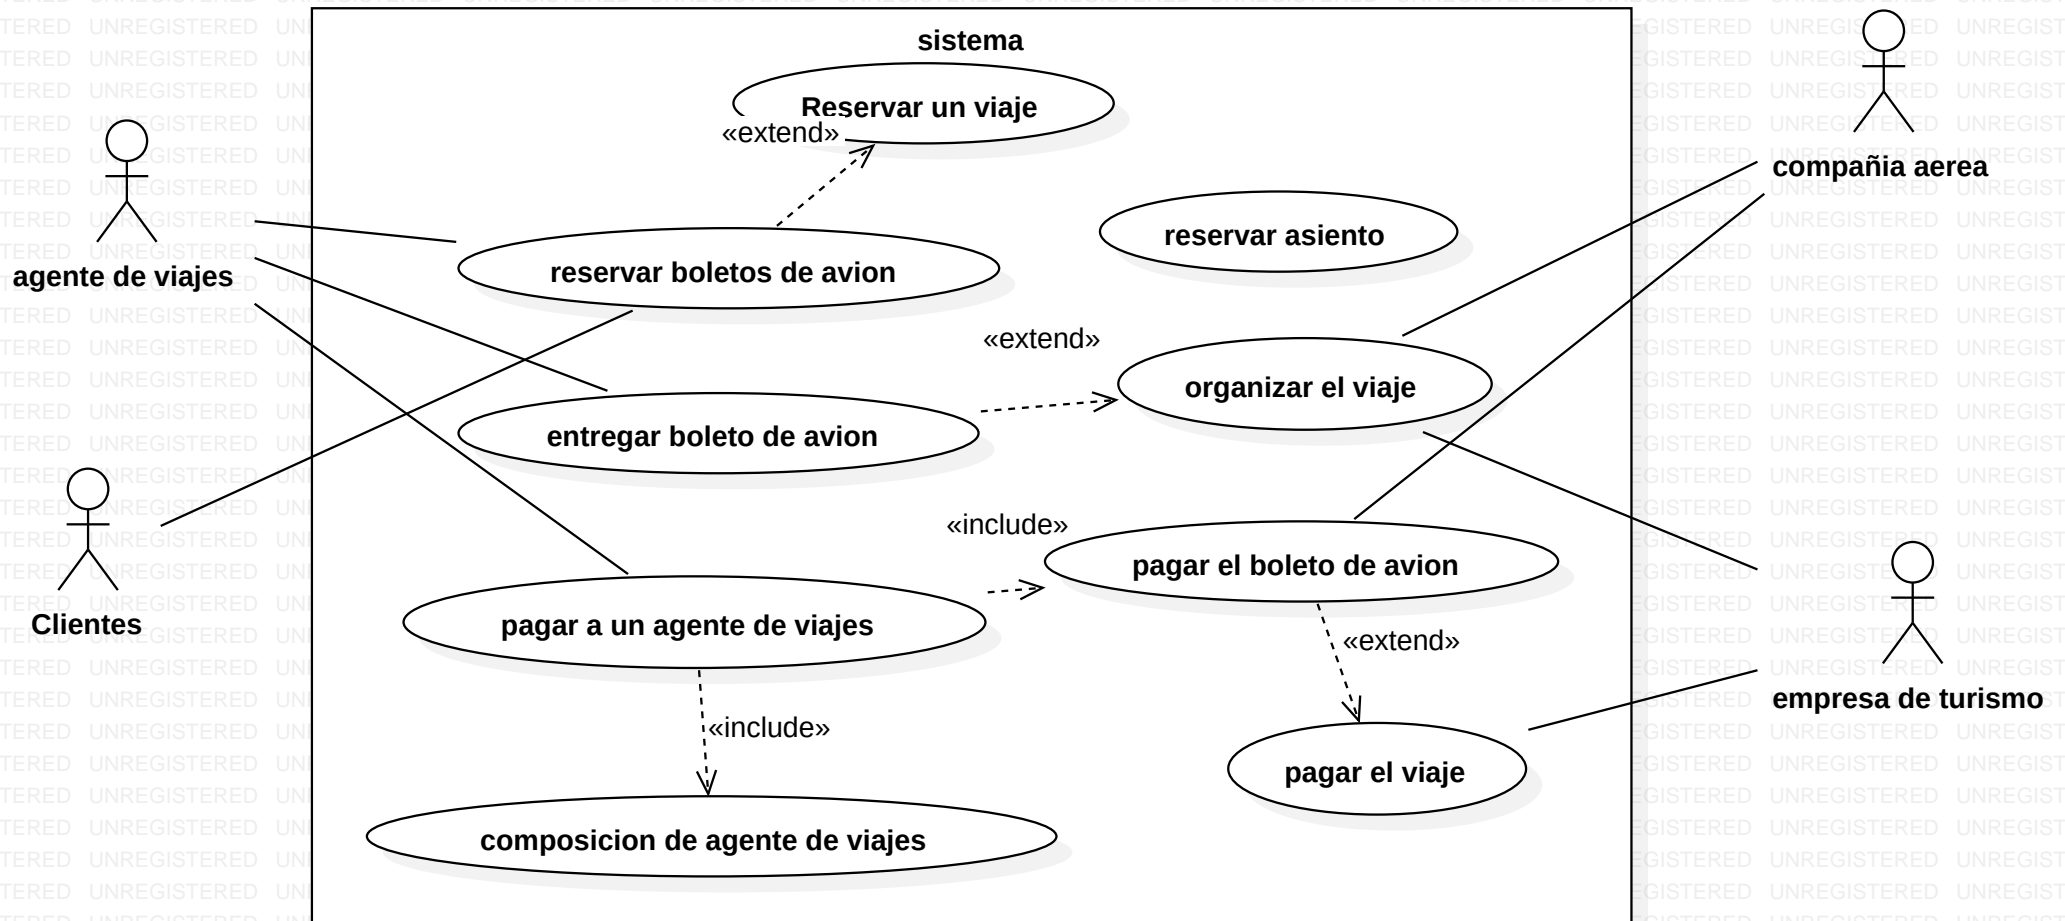 sistema
Reservar un viaje
«extend»
compañia aerea
reservar asiento
agente de viajes
reservar boletos de avion
«extend»
organizar el viaje
entregar boleto de avion
«include»
pagar el boleto de avion
Clientes
pagar a un agente de viajes
«extend»
empresa de turismo
«include»
pagar el viaje
composicion de agente de viajes
UNREGISTERED